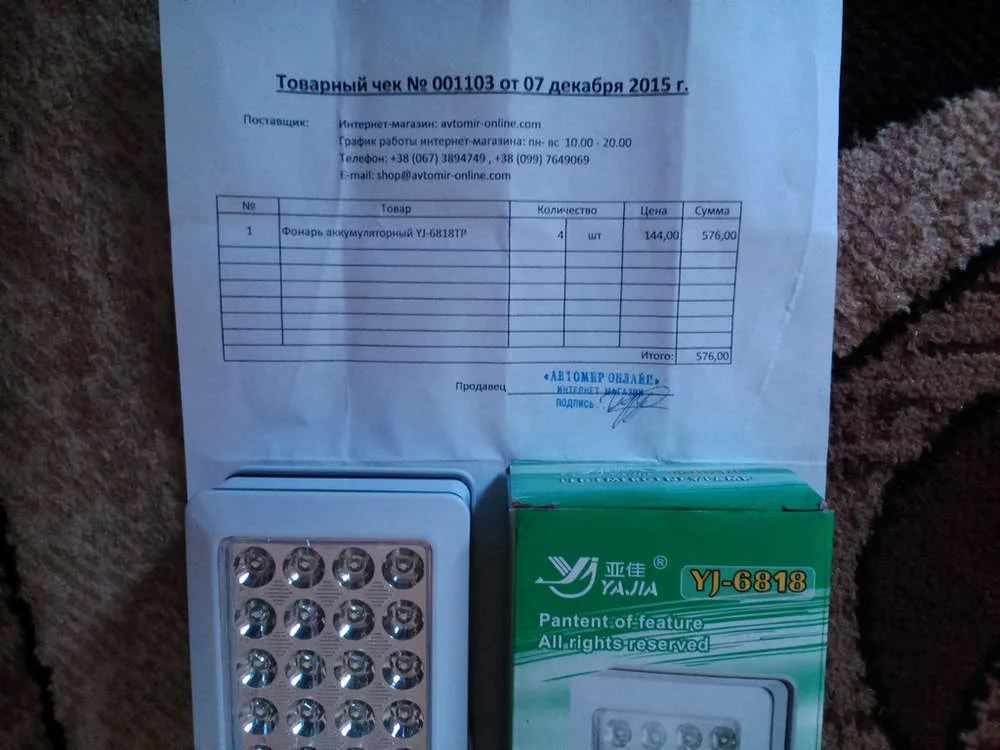 Товарный чек № 001103 от 07 декабря 2015 г.
Поставщик: Интернет-магазин: avtomir-online.com
График работы интернет-магазина: пн- вс 10.00 - 20.00
Телефон: +38 (067) 3894749 , +38 (099) 7649069
E-mail: shop@avtomir-online.com
№ Товар Количество Цена Сумма
1 Фонарь аккумуляторный YJ-6818TP 4 шт 144,00 576,00
Итого: 576,00
Продавец
«АВТОМИР ОНЛАЙН»
ИНТЕРНЕТ МАГАЗИН
ПОДПИСЬ
LED EMERGENCY LAMP
YJ 亚佳 ® YJ-6818
YAJIA
Pantent of feature
All rights reserved